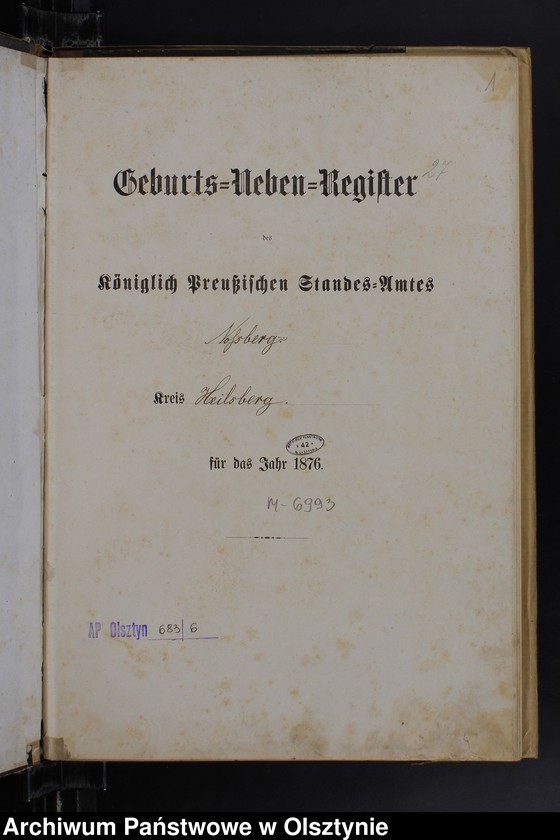 1
Geburts=Neben=Register 27
des
Königlich Preußischen Standes=Amtes
Noßberg
Kreis Heilsberg.
42
für das Jahr 1876.
M-6993
AP Olsztyn 683/6
Archiwum Państwowe w Olsztynie